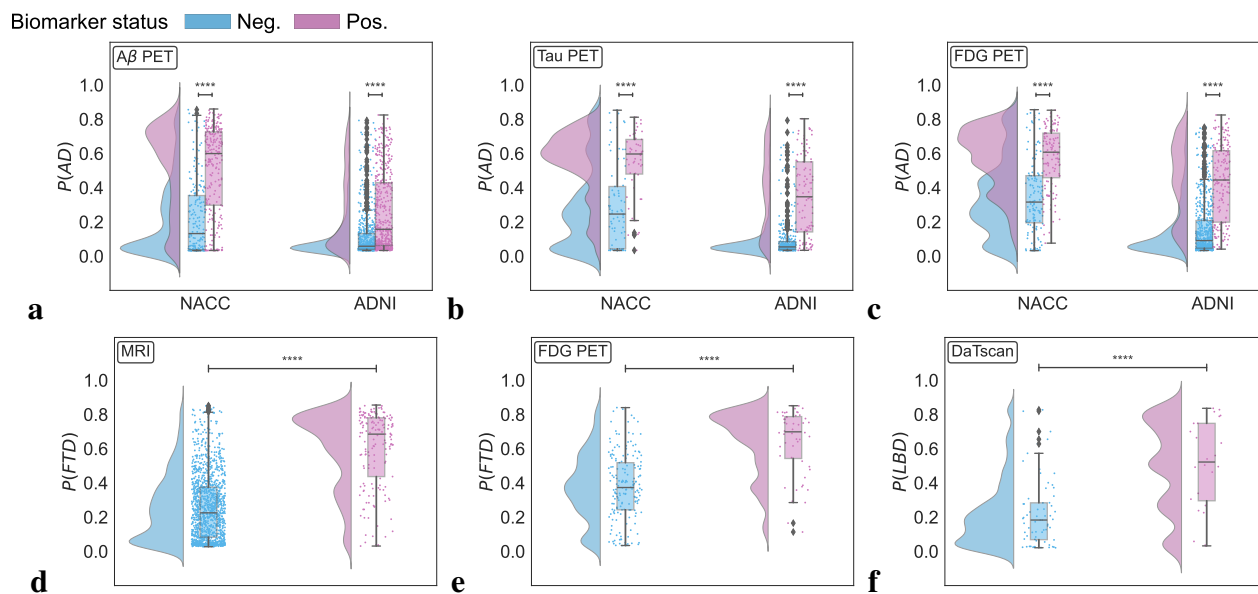 Biomarker status Neg. Pos.
Aβ PET
1.0
0.8
0.6
0.4
0.2
0.0
P(AD)
****
****
NACC
ADNI
a
Tau PET
1.0
0.8
0.6
0.4
0.2
0.0
P(AD)
****
****
NACC
ADNI
b
FDG PET
1.0
0.8
0.6
0.4
0.2
0.0
P(AD)
****
****
NACC
ADNI
c
MRI
1.0
0.8
0.6
0.4
0.2
0.0
P(FTD)
****
d
FDG PET
1.0
0.8
0.6
0.4
0.2
0.0
P(FTD)
****
e
DaTscan
1.0
0.8
0.6
0.4
0.2
0.0
P(LBD)
****
f